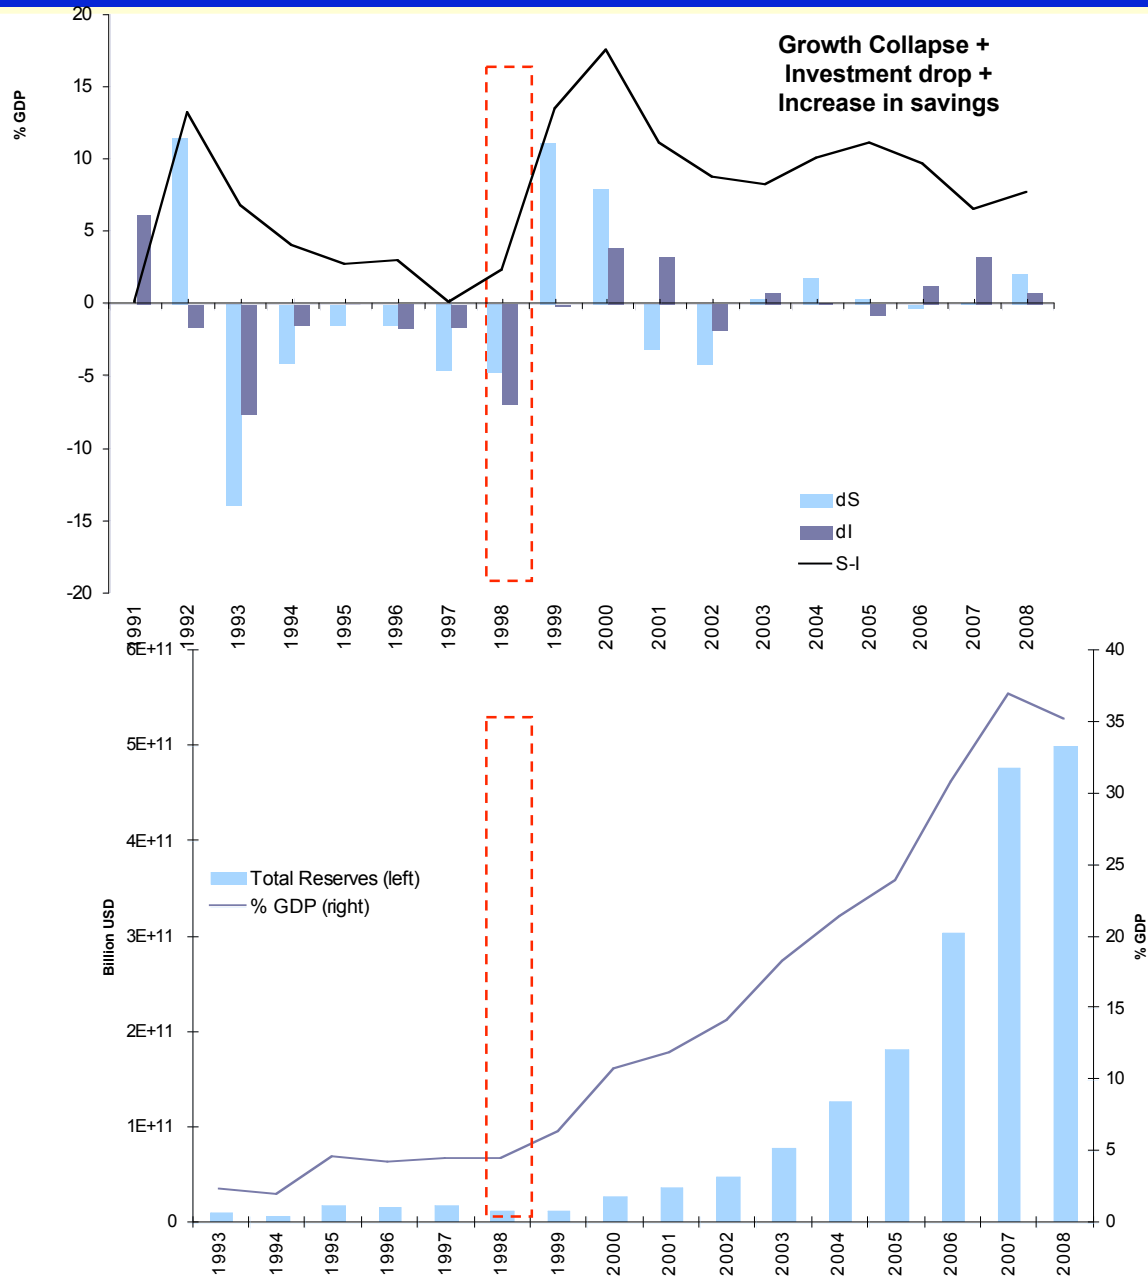 20
Growth Collapse +
Investment drop +
Increase in savings
15
% GDP
10
5
0
-5
-10
dS
-15
dI
S-I
-20
1991 1992 1993 1994 1995 1996 1997 1998 1999 2000 2001 2002 2003 2004 2005 2006 2007 2008
6E+11 40
35
5E+11
30
4E+11
25
Total Reserves (left)
% GDP (right)
3E+11 20
Billion USD
% GDP
15
2E+11
10
1E+11
5
0 0
1993 1994 1995 1996 1997 1998 1999 2000 2001 2002 2003 2004 2005 2006 2007 2008